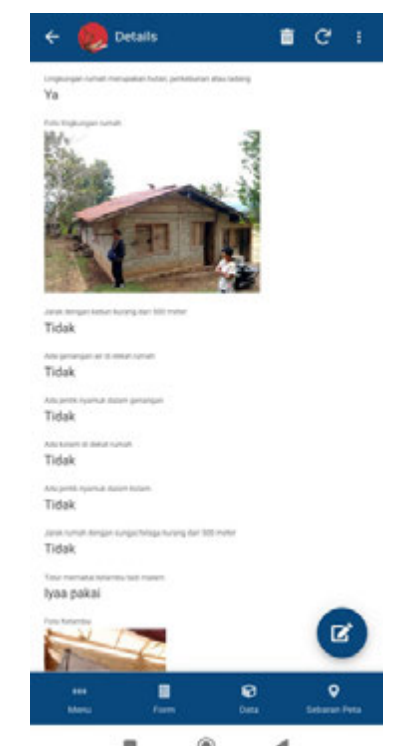 Details
Lingkungan rumah merupakan hutan, perkebunan atau ladang
Ya
Foto lingkungan rumah
Jarak dengan kebun kurang dari 500 meter
Tidak
Ada genangan air di dekat rumah
Tidak
Ada jentik nyamuk dalam genangan
Tidak
Ada kolam di dekat rumah
Tidak
Ada jentik nyamuk dalam kolam
Tidak
Jarak rumah dengan sungai/telaga kurang dari 500 meter
Tidak
Tidur memakai kelambu tadi malam
Iyaa pakai
Foto Kelambu
Menu
Form
Data
Sebaran Peta